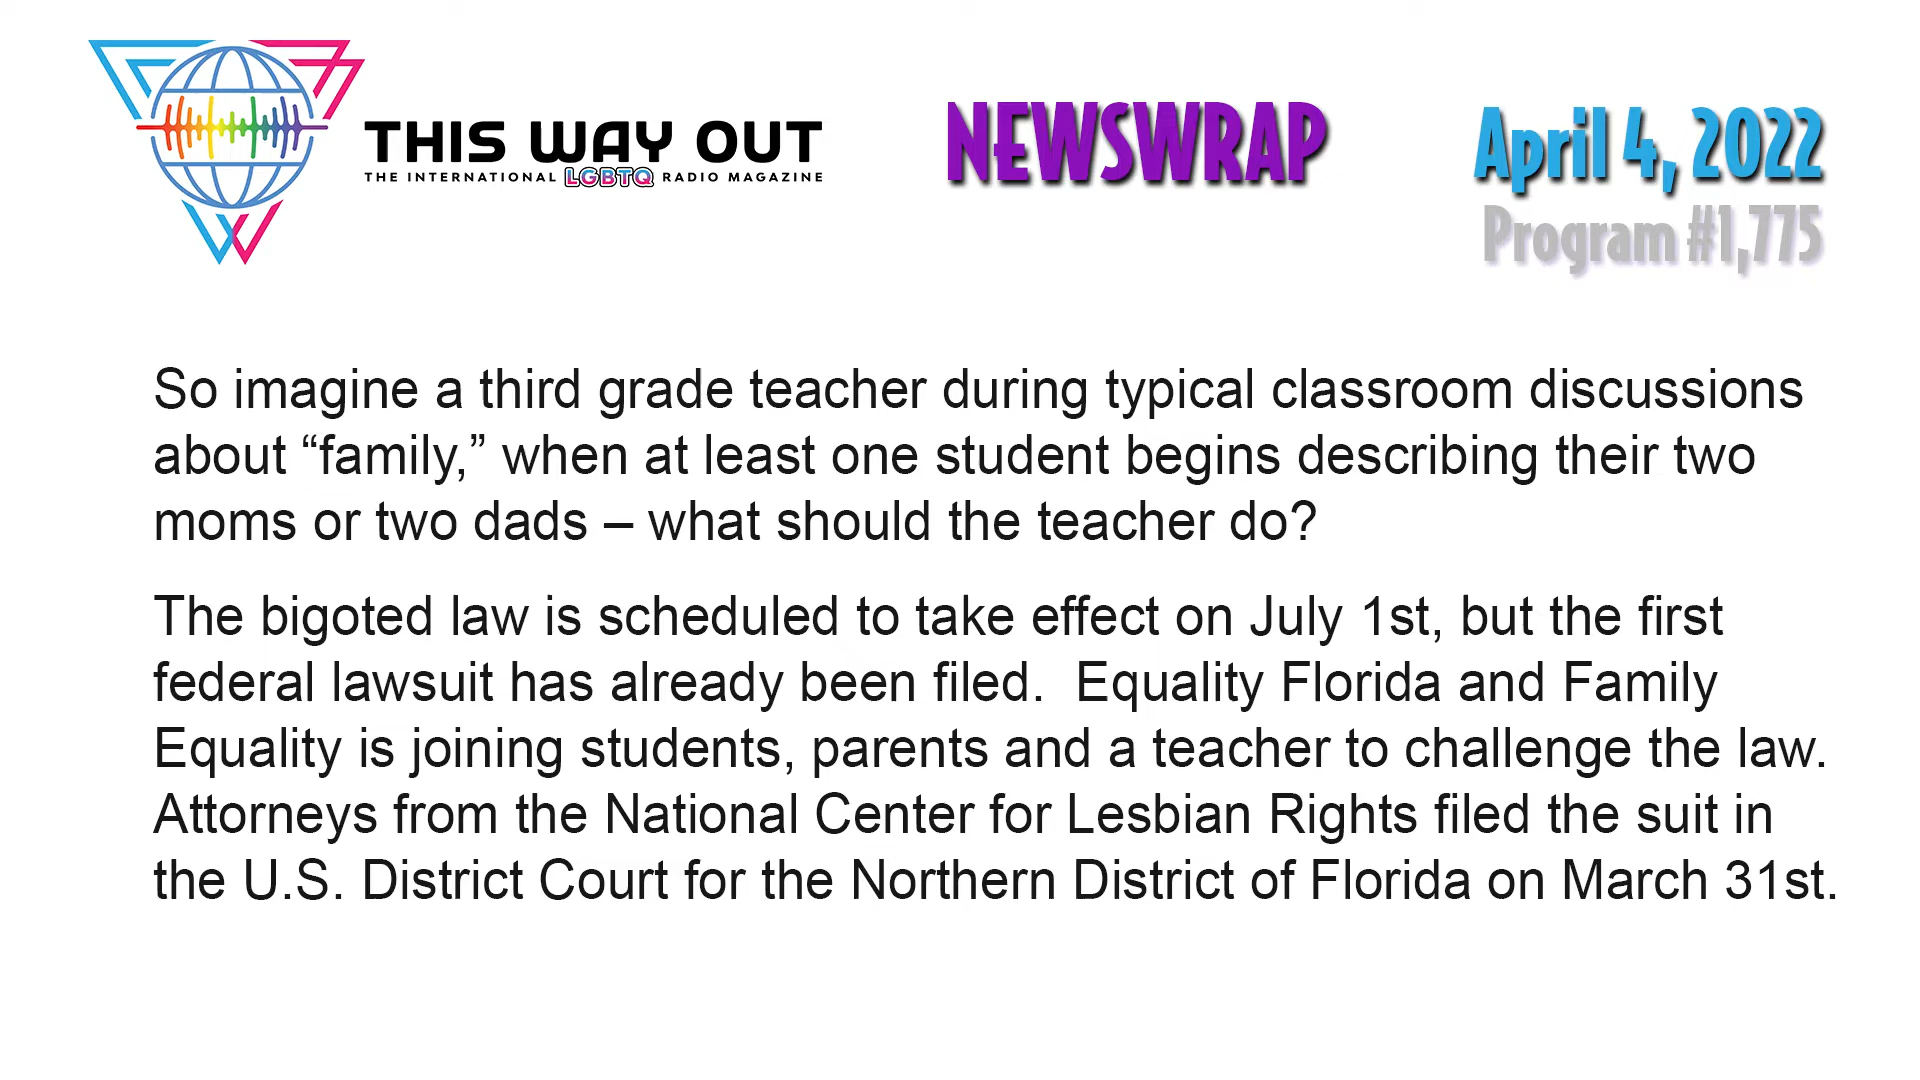 THIS WAY OUT
THE INTERNATIONAL LGBTQ RADIO MAGAZINE
NEWSWRAP
April 4, 2022
Program #1,775
So imagine a third grade teacher during typical classroom discussions
about “family,” when at least one student begins describing their two
moms or two dads – what should the teacher do?
The bigoted law is scheduled to take effect on July 1st, but the first
federal lawsuit has already been filed.  Equality Florida and Family
Equality is joining students, parents and a teacher to challenge the law.
Attorneys from the National Center for Lesbian Rights filed the suit in
the U.S. District Court for the Northern District of Florida on March 31st.